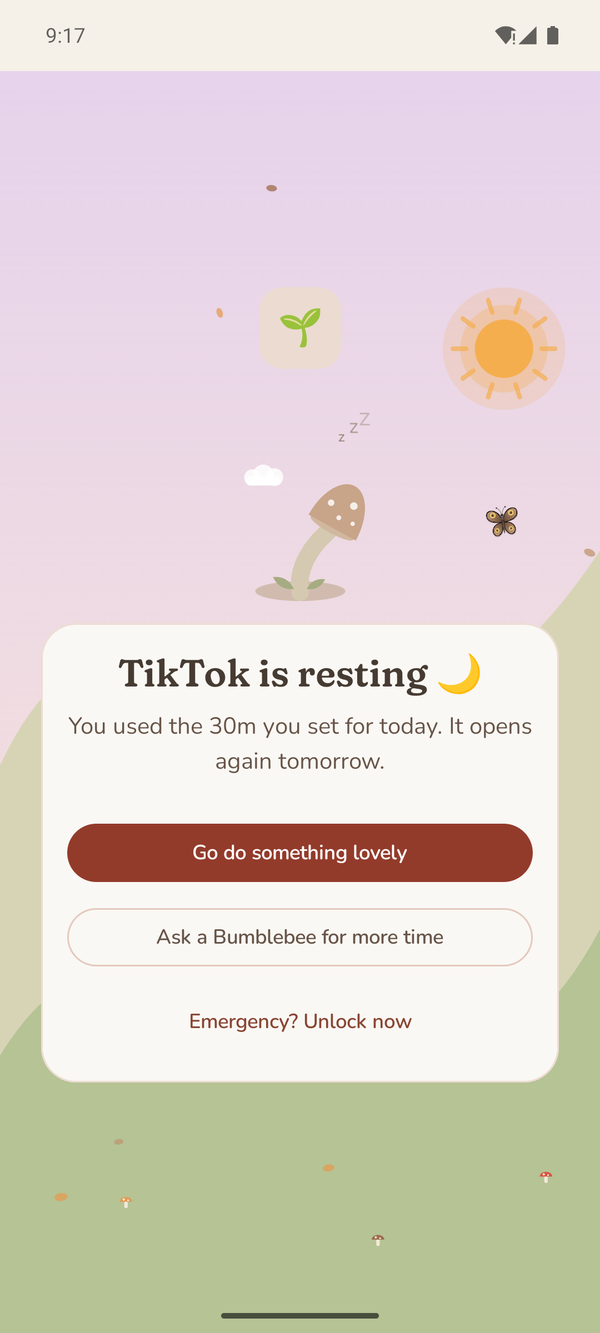 9:17
z z Z
TikTok is resting 🌙
You used the 30m you set for today. It opens
again tomorrow.
Go do something lovely
Ask a Bumblebee for more time
Emergency? Unlock now